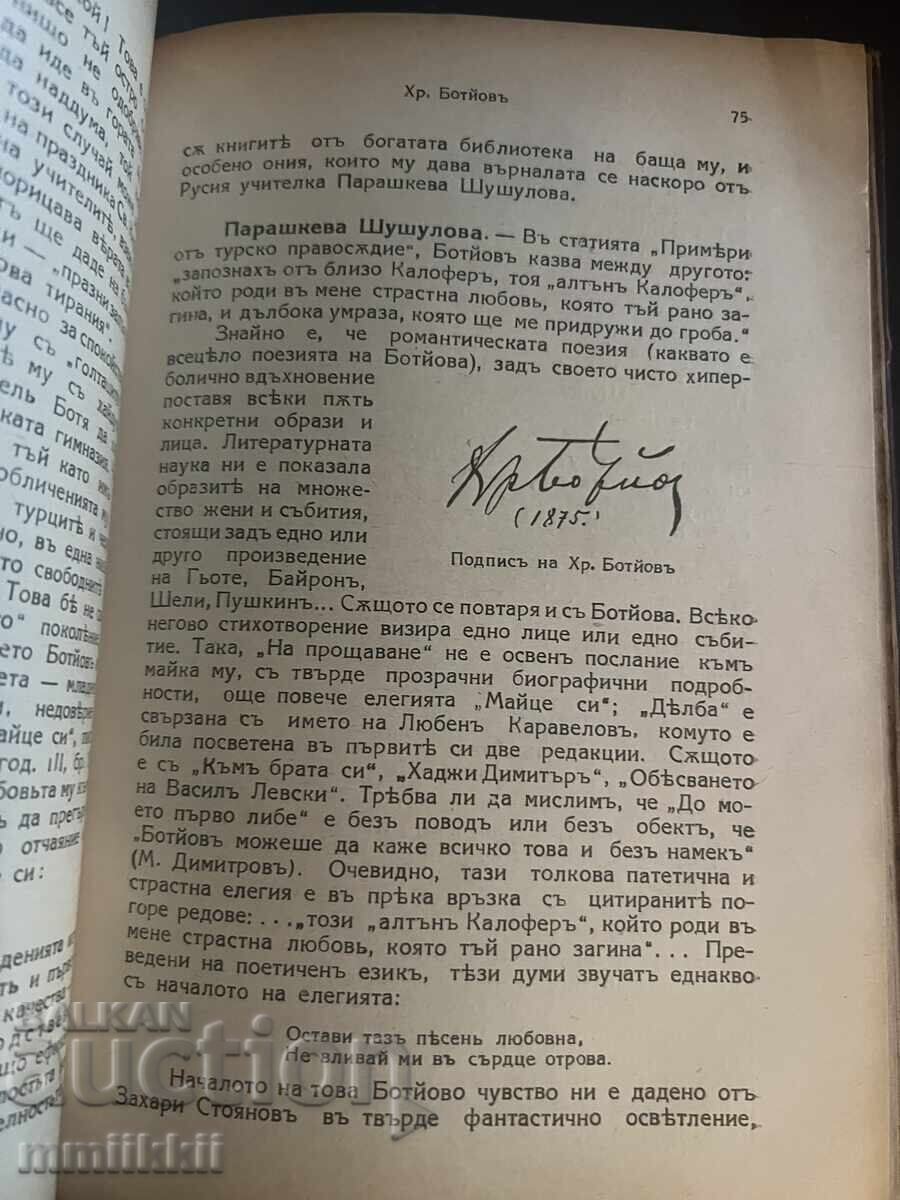 Хр. Ботйовъ
75
сѫ книгитѣ отъ богатата библиотека на баща му, и
особено ония, които му дава върналата се наскоро отъ
Русия учителка Парашкева Шушулова.
Парашкева Шушулова. — Въ статията „Примѣри
отъ турско правосѫдие", Ботйовъ казва между другото:
„запознахъ отъ близо Калоферъ, тоя „алтънъ Калоферъ",
който роди въ мене страстна любовь, която тъй рано за-
гина, и дълбока умраза, която ще ме придружи до гроба."
Знайно е, че романтическата поезия (каквато е
всецѣло поезията на Ботйова), задъ своето чисто хипер-
болично вдъхновение
поставя всѣки пѫть
конкретни образи и
лица. Литературната
наука ни е показала
образитѣ на множе-
ство жени и събития,
стоящи задъ едно или
друго произведение
на Гьоте, Байронъ,
Хр Ботйов
(1875.)
Подписъ на Хр. Ботйовъ
Шели, Пушкинъ... Сѫщото се повтаря и съ Ботйова. Всѣко
негово стихотворение визира едно лице или едно съби-
тие. Така, „На прощаване" не е освенъ послание къмъ
майка му, съ твърде прозрачни биографични подроб-
ности, още повече елегията „Майце си"; „Дѣлба" е
свързана съ името на Любенъ Каравеловъ, комуто е
била посветена въ първитѣ си две редакции. Сѫщото
е съ „Къмъ брата си", „Хаджи Димитъръ", „Обѣсването
на Василъ Левски". Трѣбва ли да мислимъ, че „До мо-
ето първо либе" е безъ поводъ или безъ обектъ, че
„Ботйовъ можеше да каже всичко това и безъ намекъ"
(М. Димитровъ). Очевидно, тази толкова патетична и
страстна елегия е въ прѣка връзка съ цитиранитѣ по-
горе редове: . . . „този „алтънъ Калоферъ", който роди въ
мене страстна любовь, която тъй рано загина" . . . Пре-
ведени на поетиченъ езикъ, тѣзи думи звучатъ еднакво
съ началото на елегията:
Остави тазъ пѣсень любовна,
Не вливай ми въ сърдце отрова.
Началото на това Ботйово чувство ни е дадено отъ
Захари Стояновъ въ твърде фантастично освѣтление,
BALKAN
auction
mmiikkii